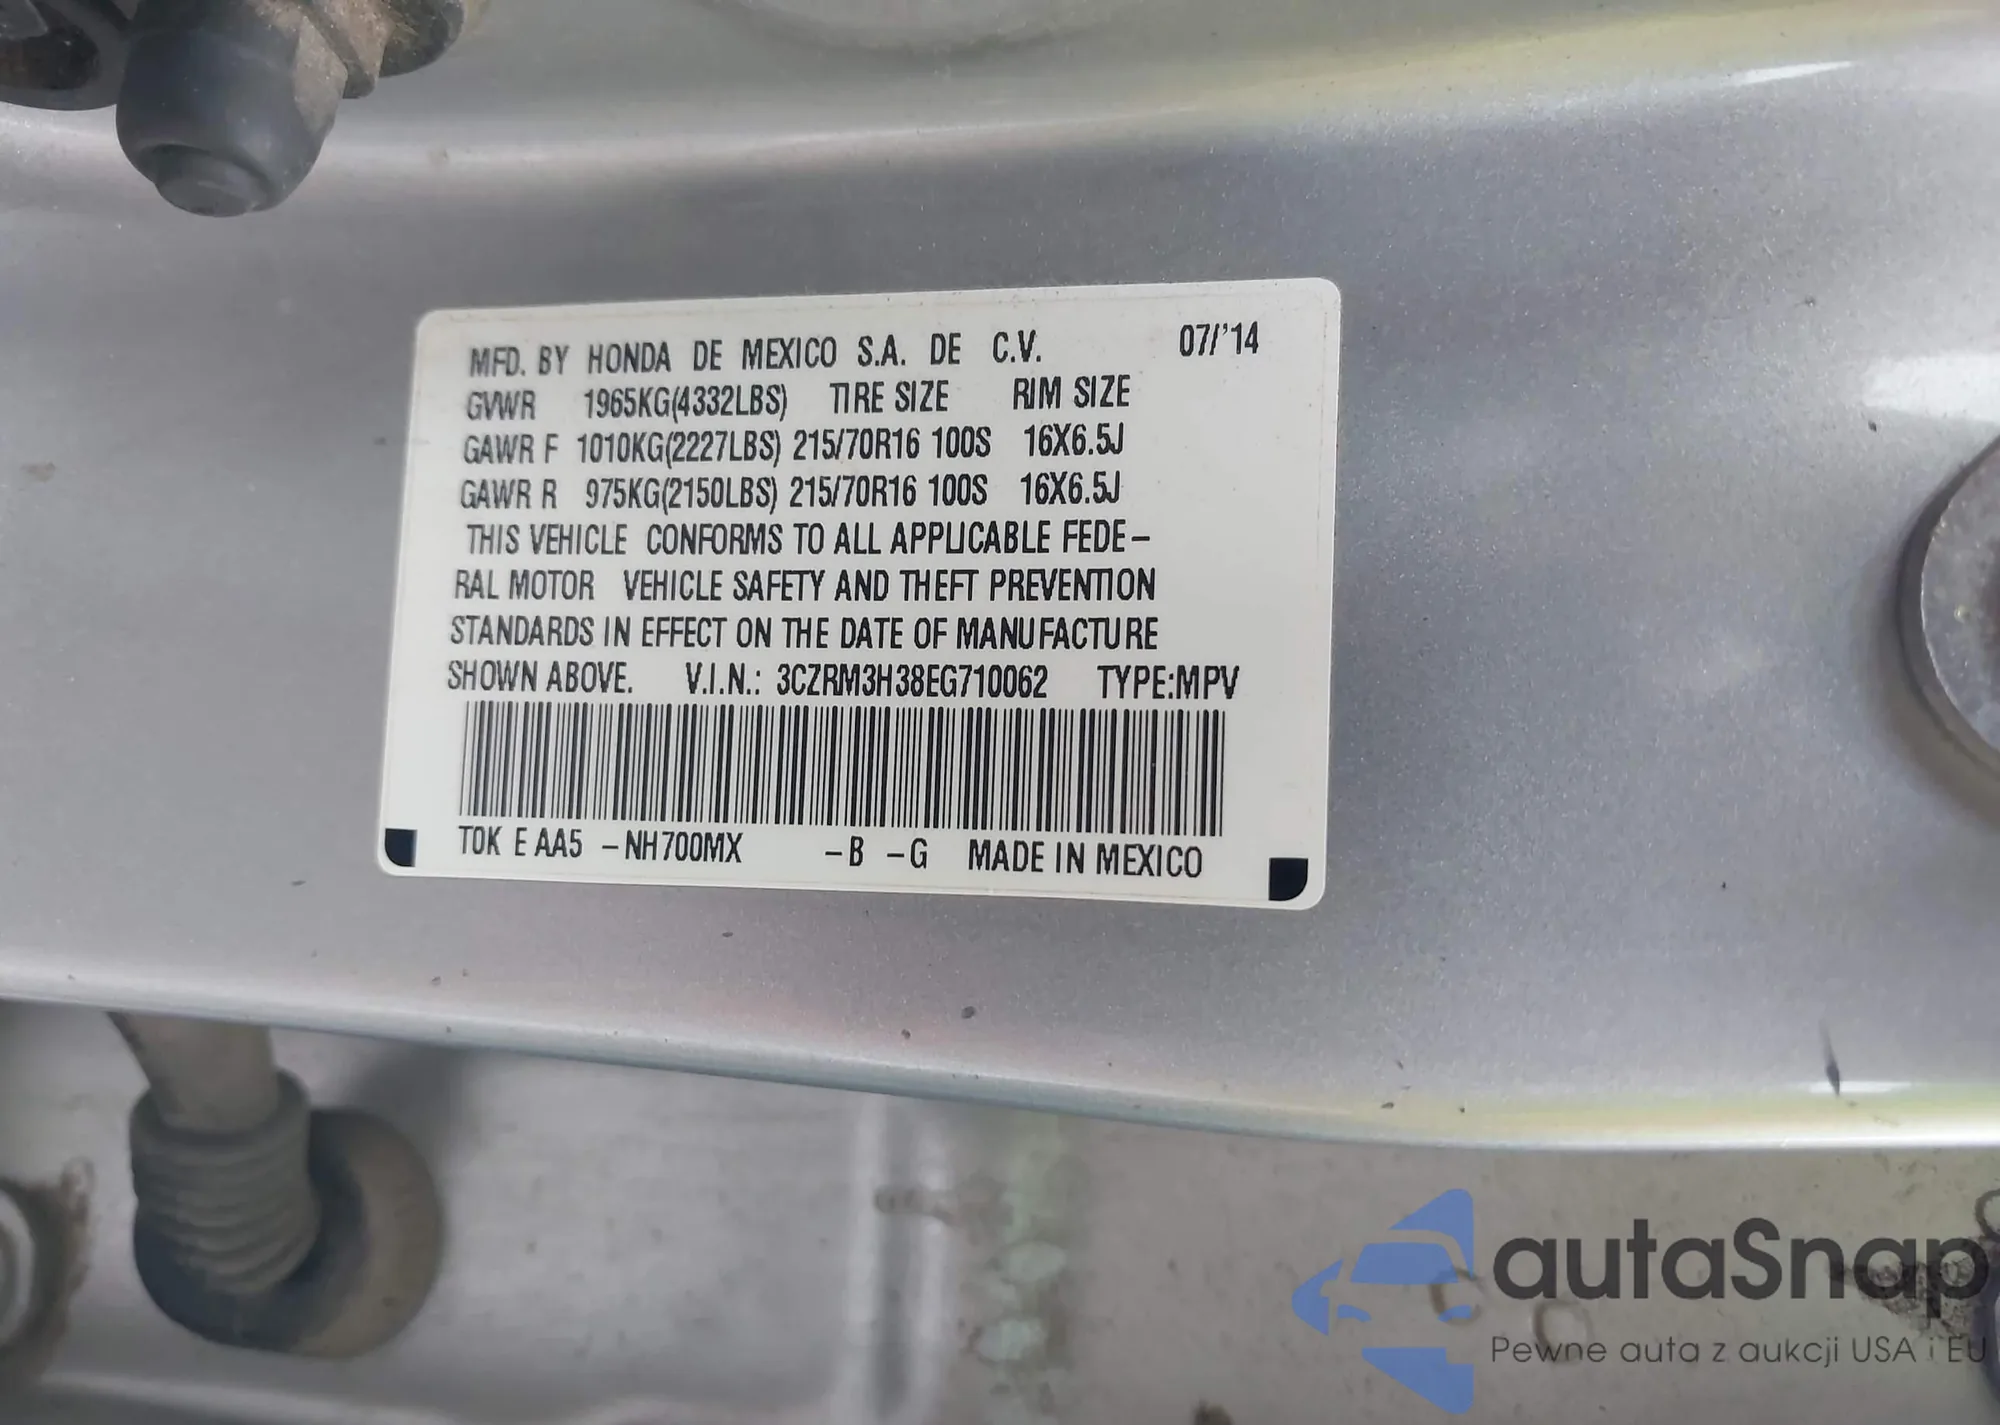 MFD. BY HONDA DE MEXICO S.A. DE C.V. 07/'14
GVWR 1965KG(4332LBS) TIRE SIZE RIM SIZE
GAWR F 1010KG(2227LBS) 215/70R16 100S 16X6.5J
GAWR R 975KG(2150LBS) 215/70R16 100S 16X6.5J
THIS VEHICLE CONFORMS TO ALL APPLICABLE FEDE-
RAL MOTOR VEHICLE SAFETY AND THEFT PREVENTION
STANDARDS IN EFFECT ON THE DATE OF MANUFACTURE
SHOWN ABOVE. V.I.N.: 3CZRM3H38EG710062 TYPE:MPV
T0K E AA5 -NH700MX -B -G MADE IN MEXICO
autaSnap
Pewne auta z aukcji USA i EU